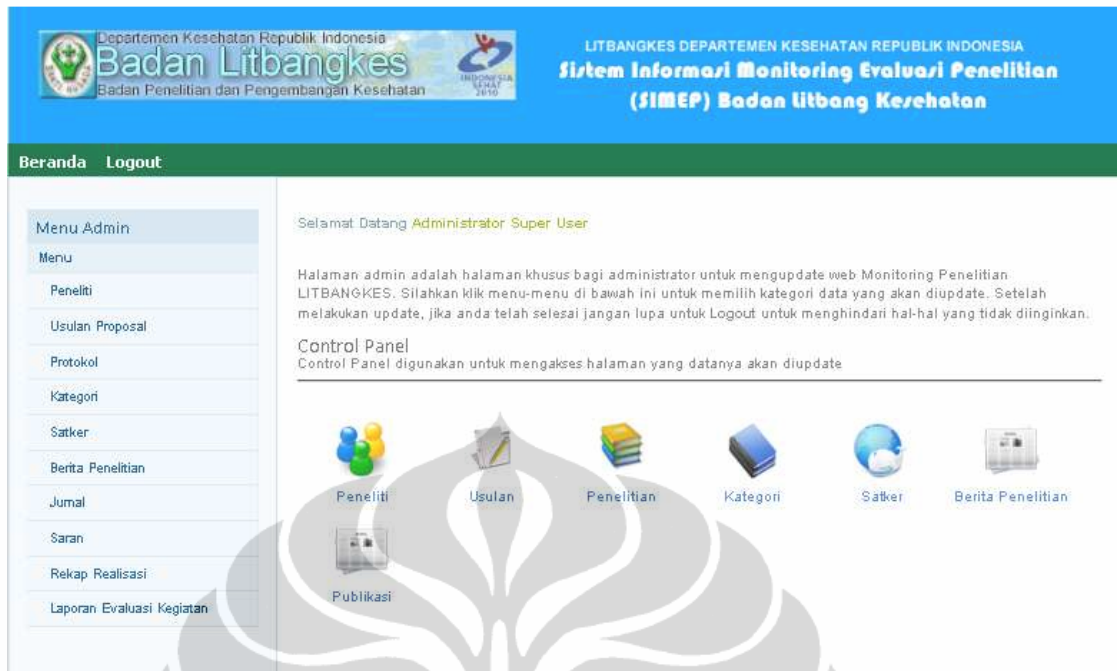 Departemen Kesehatan Republik Indonesia
Badan Litbangkes
Badan Penelitian dan Pengembangan Kesehatan
INDONESIA
SEHAT
2010
LITBANGKES DEPARTEMEN KESEHATAN REPUBLIK INDONESIA
Sistem Informasi Monitoring Evaluasi Penelitian
(SIMEP) Badan Litbang Kesehatan
Beranda Logout
Menu Admin
Menu
Peneliti
Usulan Proposal
Protokol
Kategori
Satker
Berita Penelitian
Jurnal
Saran
Rekap Realisasi
Laporan Evaluasi Kegiatan
Selamat Datang Administrator Super User
Halaman admin adalah halaman khusus bagi administrator untuk mengupdate web Monitoring Penelitian
LITBANGKES. Silahkan klik menu-menu di bawah ini untuk memilih kategori data yang akan diupdate. Setelah
melakukan update, jika anda telah selesai jangan lupa untuk Logout untuk menghindari hal-hal yang tidak diinginkan.
Control Panel
Control Panel digunakan untuk mengakses halaman yang datanya akan diupdate
Peneliti Usulan Penelitian Kategori Satker Berita Penelitian
Publikasi